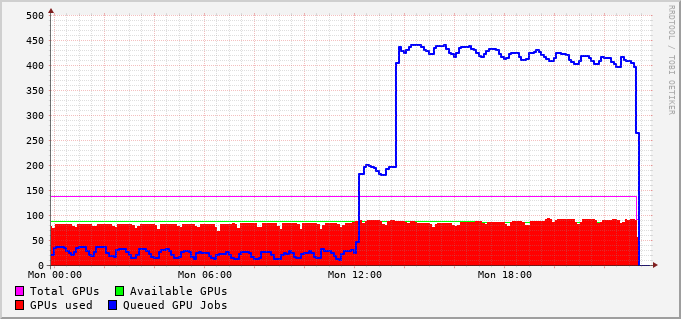 500
450
400
350
300
250
200
150
100
50
0
Mon 00:00 Mon 06:00 Mon 12:00 Mon 18:00
Total GPUs Available GPUs
GPUs used Queued GPU Jobs
RRDTOOL / TOBI OETIKER